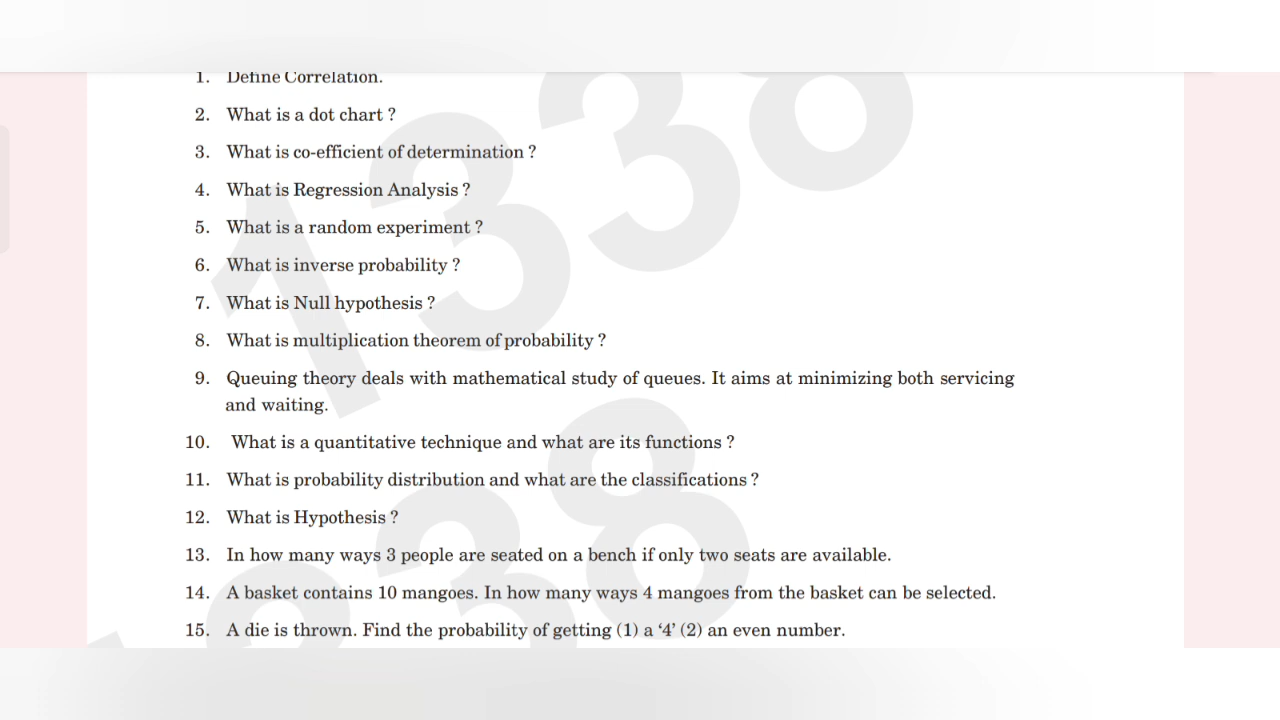 1. Define Correlation.
2. What is a dot chart ?
3. What is co-efficient of determination ?
4. What is Regression Analysis ?
5. What is a random experiment ?
6. What is inverse probability ?
7. What is Null hypothesis ?
8. What is multiplication theorem of probability ?
9. Queuing theory deals with mathematical study of queues. It aims at minimizing both servicing
and waiting.
10. What is a quantitative technique and what are its functions ?
11. What is probability distribution and what are the classifications ?
12. What is Hypothesis ?
13. In how many ways 3 people are seated on a bench if only two seats are available.
14. A basket contains 10 mangoes. In how many ways 4 mangoes from the basket can be selected.
15. A die is thrown. Find the probability of getting (1) a ‘4’ (2) an even number.